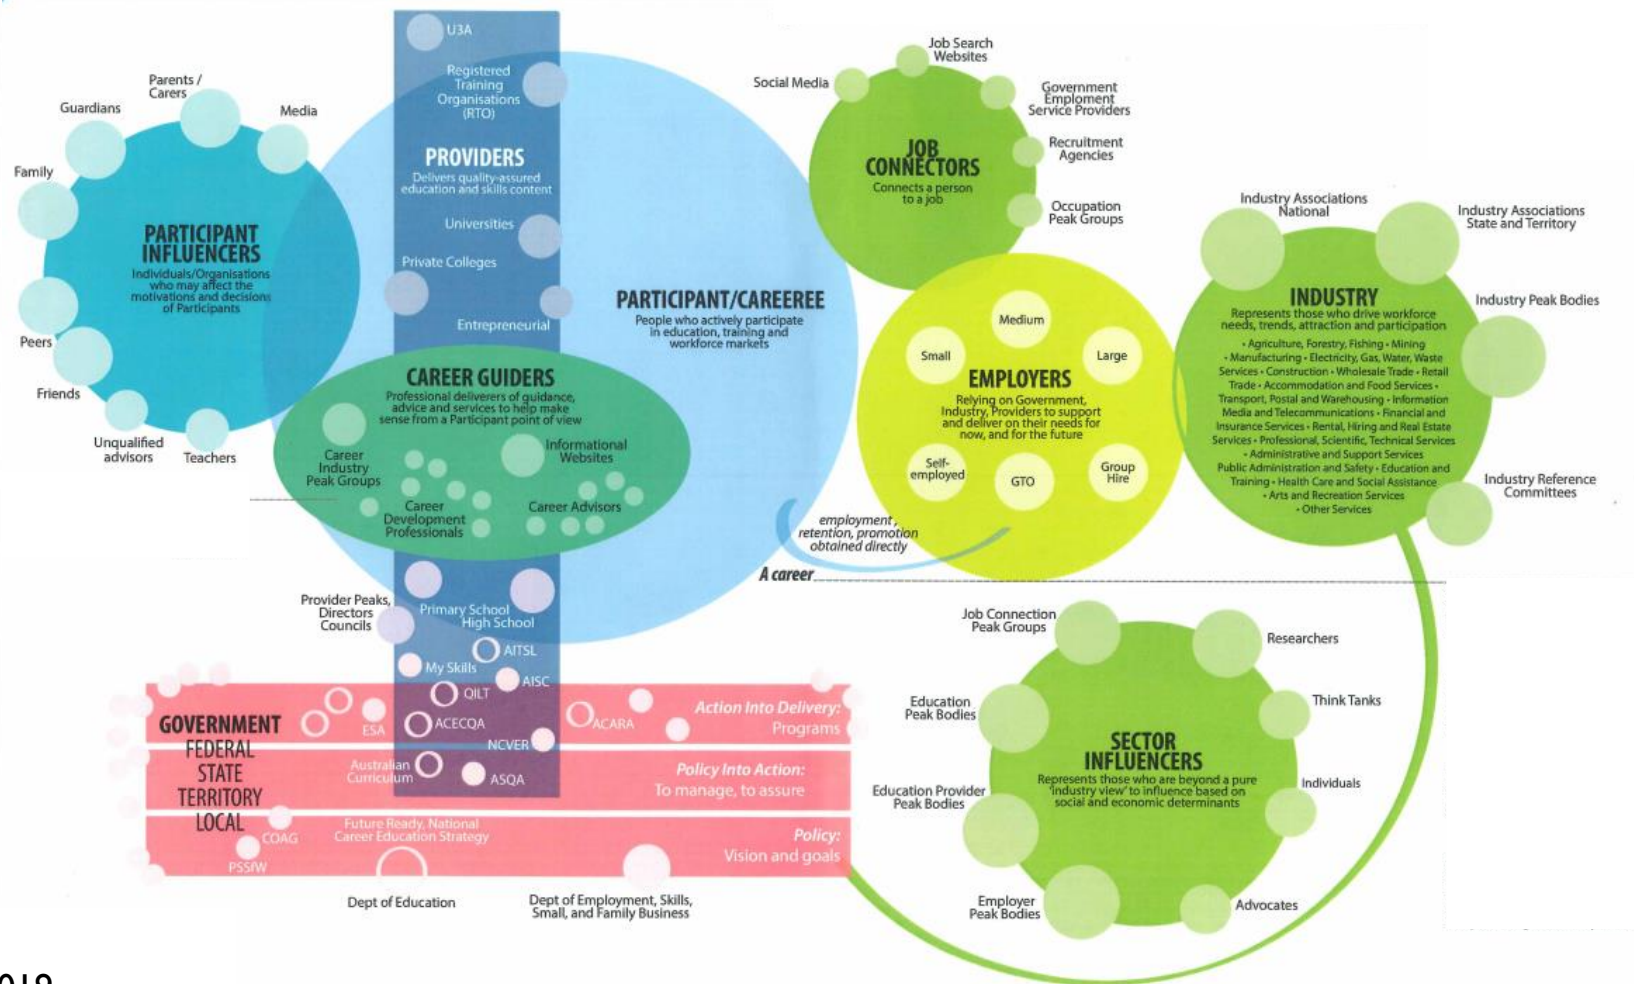 U3A
Registered
Training
Organisations
(RTO)
PROVIDERS
Delivers quality-assured
education and skills content
Universities
Private Colleges
Entrepreneurial
Parents /
Carers
Guardians
Media
Family
PARTICIPANT
INFLUENCERS
Individuals/Organisations
who may affect the
motivations and decisions
of Participants
Peers
Friends
Unqualified
advisors
Teachers
PARTICIPANT/CAREEREE
People who actively participate
in education, training and
workforce markets
CAREER GUIDERS
Professional deliverers of guidance,
advice and services to help make
sense from a Participant point of view
Career
Industry
Peak Groups
Informational
Websites
Career
Development
Professionals
Career Advisors
Job Search
Websites
Social Media
Government
Emploment
Service Providers
JOB
CONNECTORS
Connects a person
to a job
Recruitment
Agencies
Occupation
Peak Groups
Medium
Small
Large
EMPLOYERS
Relying on Government,
Industry, Providers to support
and deliver on their needs for
now, and for the future
Self-
employed
GTO
Group
Hire
employment,
retention, promotion
obtained directly
A career
Industry Associations
National
Industry Associations
State and Territory
INDUSTRY
Represents those who drive workforce
needs, trends, attraction and participation
• Agriculture, Forestry, Fishing • Mining
• Manufacturing • Electricity, Gas, Water, Waste
Services • Construction • Wholesale Trade • Retail
Trade • Accommodation and Food Services •
Transport, Postal and Warehousing • Information
Media and Telecommunications • Financial and
Insurance Services • Rental, Hiring and Real Estate
Services • Professional, Scientific, Technical Services
• Administrative and Support Services
Public Administration and Safety • Education and
Training • Health Care and Social Assistance
• Arts and Recreation Services
• Other Services
Industry Peak Bodies
Industry Reference
Committees
Provider Peaks,
Directors
Councils
Primary School
High School
AITSL
My Skills
AISC
QILT
ESA
ACECQA
ACARA
NCVER
Australian
Curriculum
ASQA
GOVERNMENT
FEDERAL
STATE
TERRITORY
LOCAL
Action Into Delivery:
Programs
Policy Into Action:
To manage, to assure
Policy:
Vision and goals
COAG
PSSfW
Future Ready, National
Career Education Strategy
Dept of Education
Dept of Employment, Skills,
Small, and Family Business
Job Connection
Peak Groups
Researchers
Education
Peak Bodies
Think Tanks
SECTOR
INFLUENCERS
Represents those who are beyond a pure
'industry view' to influence based on
social and economic determinants
Individuals
Education Provider
Peak Bodies
Employer
Peak Bodies
Advocates